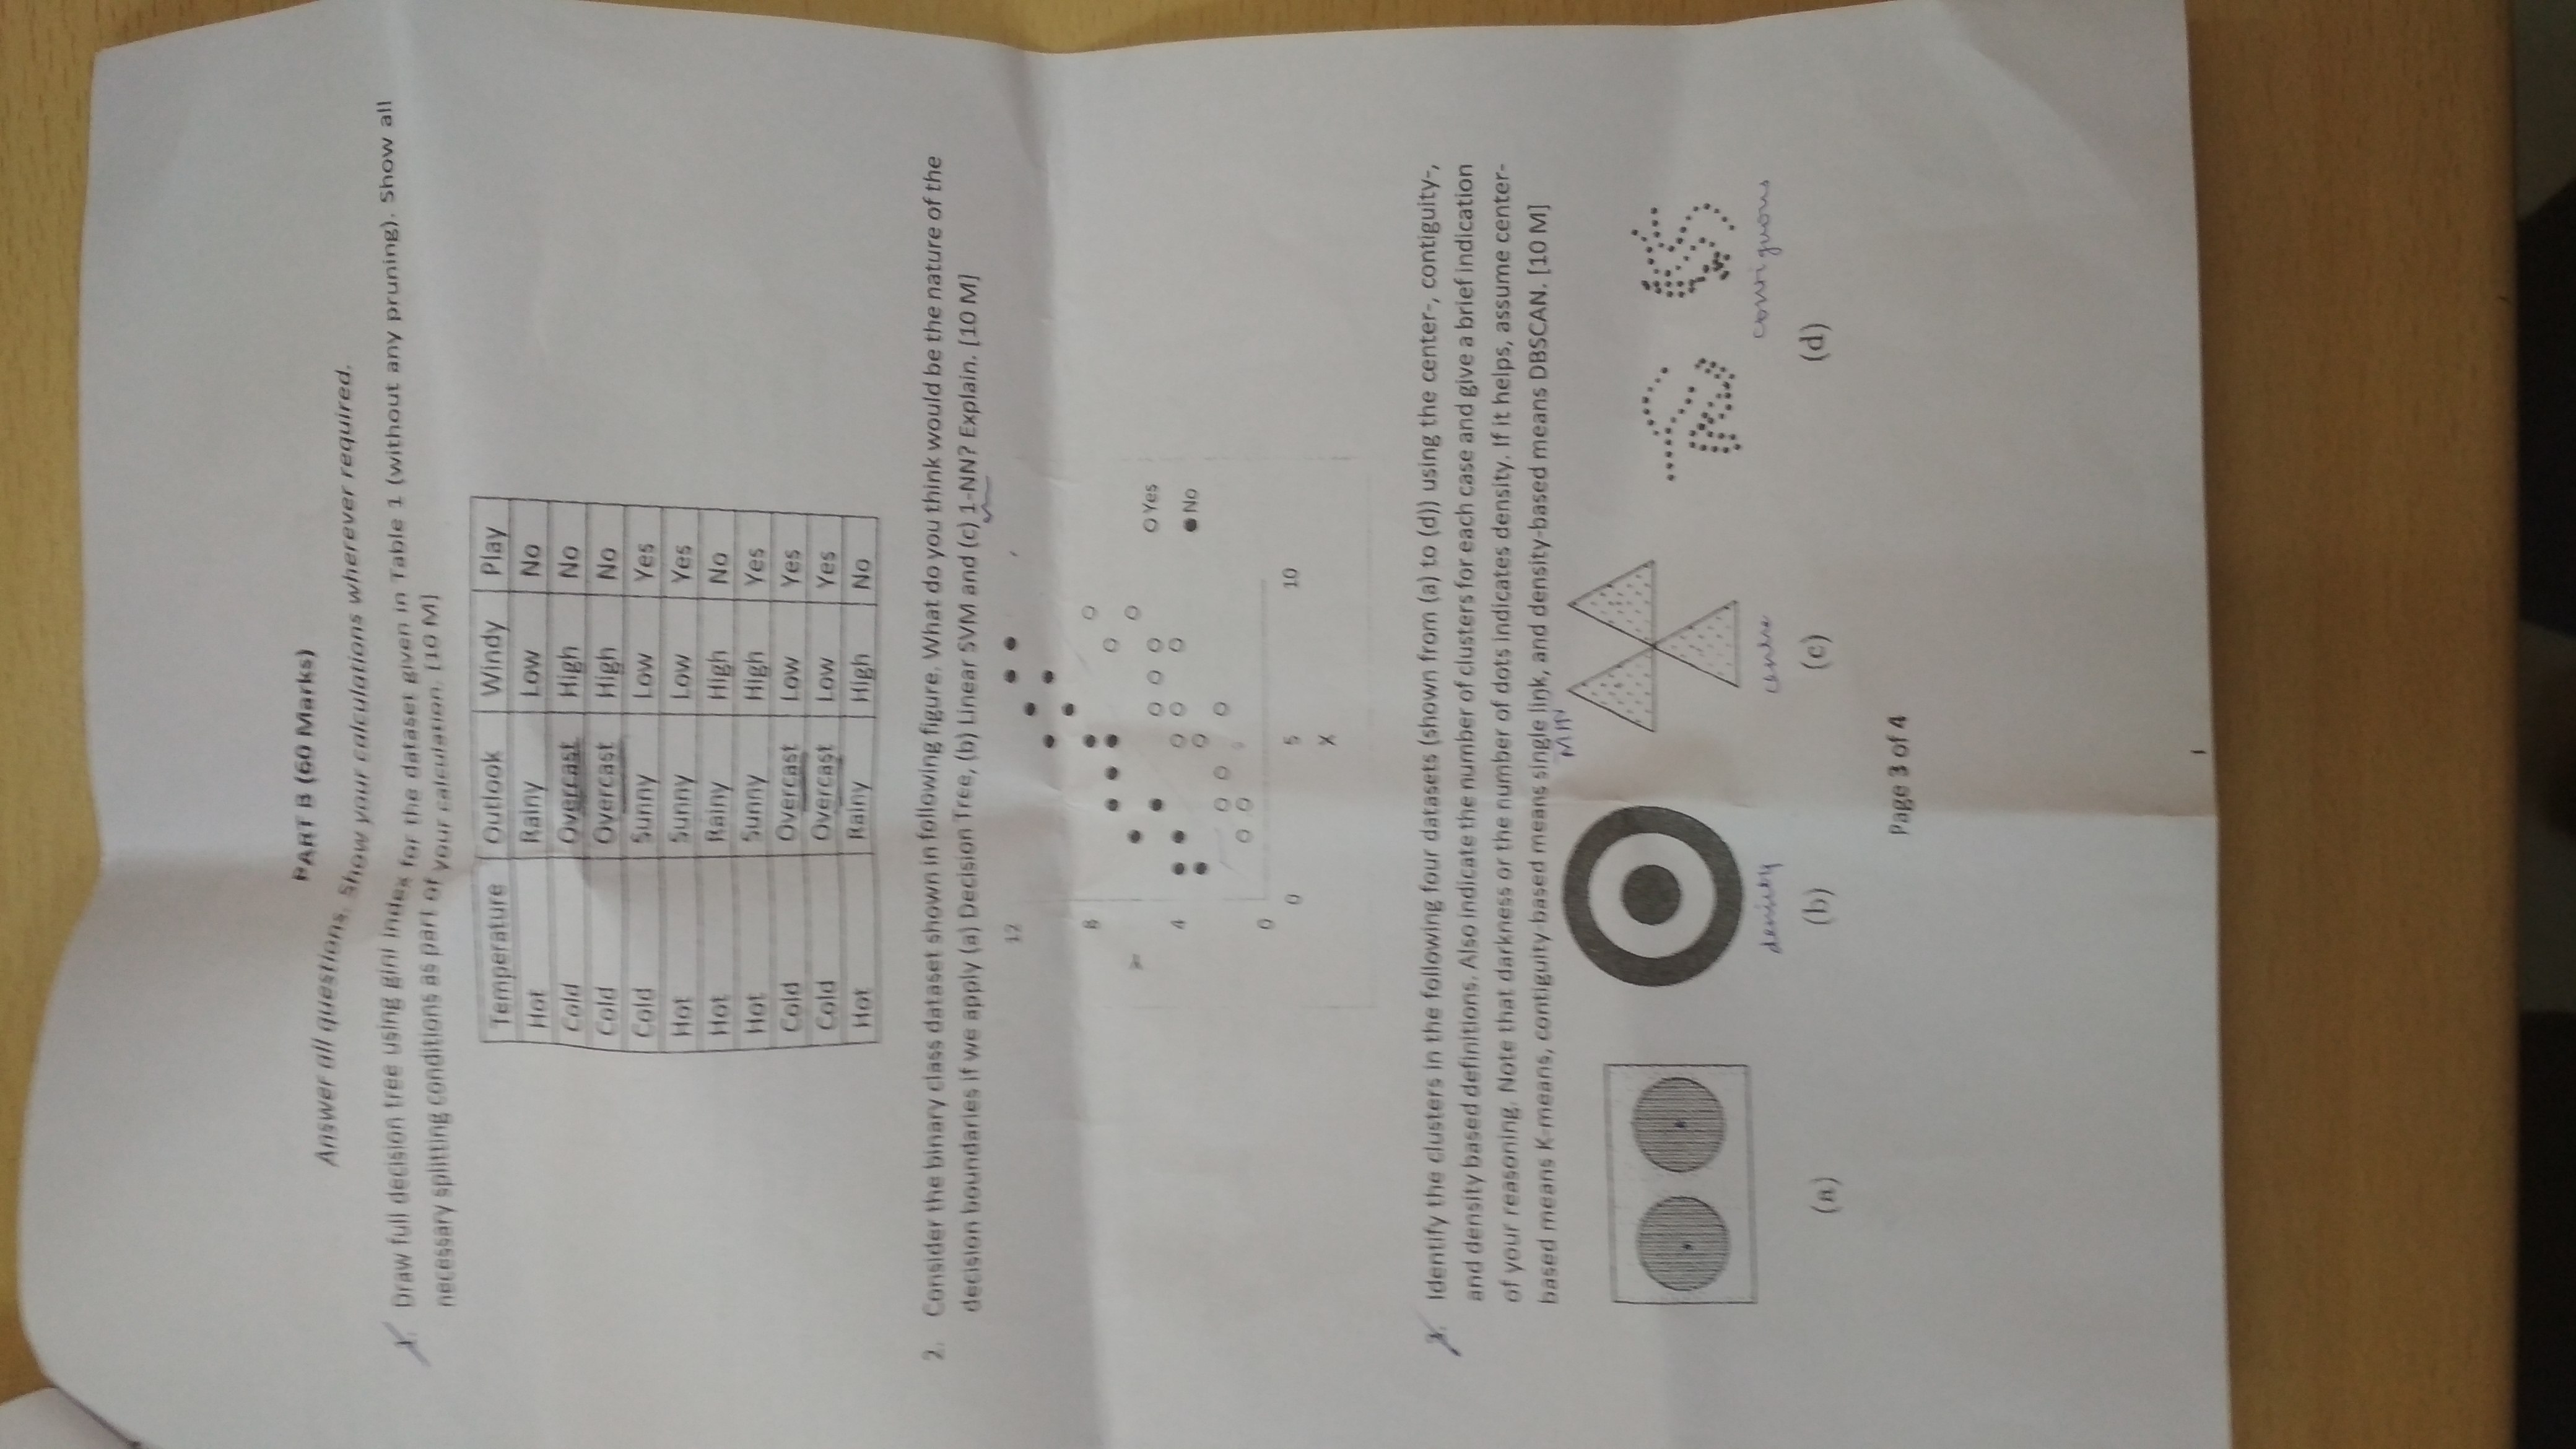 PART B (60 Marks)
Answer all questions. Show your calculations wherever required.
1. Draw full decision tree using gini index for the dataset given in Table 1 (without any pruning). Show all
necessary splitting conditions as part of your calculation. [10 M]
Temperature Outlook Windy Play
Hot Rainy Low No
Cold Overcast High No
Cold Overcast High No
Cold Sunny Low Yes
Hot Sunny Low Yes
Hot Rainy High No
Hot Sunny High Yes
Cold Overcast Low Yes
Cold Overcast Low Yes
Hot Rainy High No
2. Consider the binary class dataset shown in following figure. What do you think would be the nature of the
decision boundaries if we apply (a) Decision Tree, (b) Linear SVM and (c) 1-NN? Explain. [10 M]
12
8
4
0
0 5 10
X
Yes
No
3. Identify the clusters in the following four datasets (shown from (a) to (d)) using the center-, contiguity-,
and density based definitions. Also indicate the number of clusters for each case and give a brief indication
of your reasoning. Note that darkness or the number of dots indicates density. If it helps, assume center-
based means K-means, contiguity-based means single link, and density-based means DBSCAN. [10 M]
MIN
density
centre
(a) (b) (c) (d)
Page 3 of 4